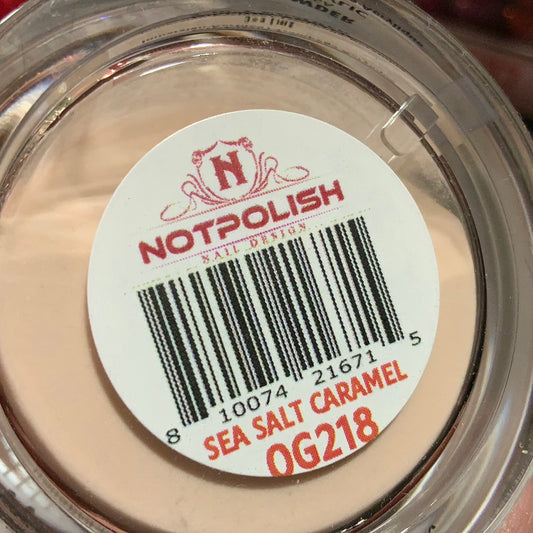 N
NOTPOLISH
NAIL DESIGN
8 10074 21671 5
SEA SALT CARAMEL
OG218